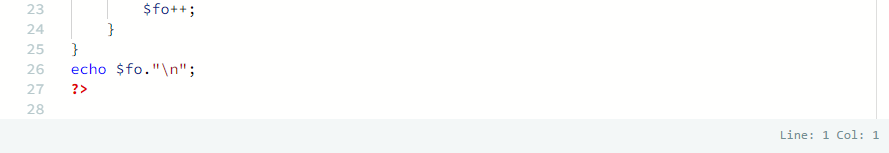 23 $fo++;
24 }
25 }
26 echo $fo."\n";
27 ?>
28
Line: 1 Col: 1